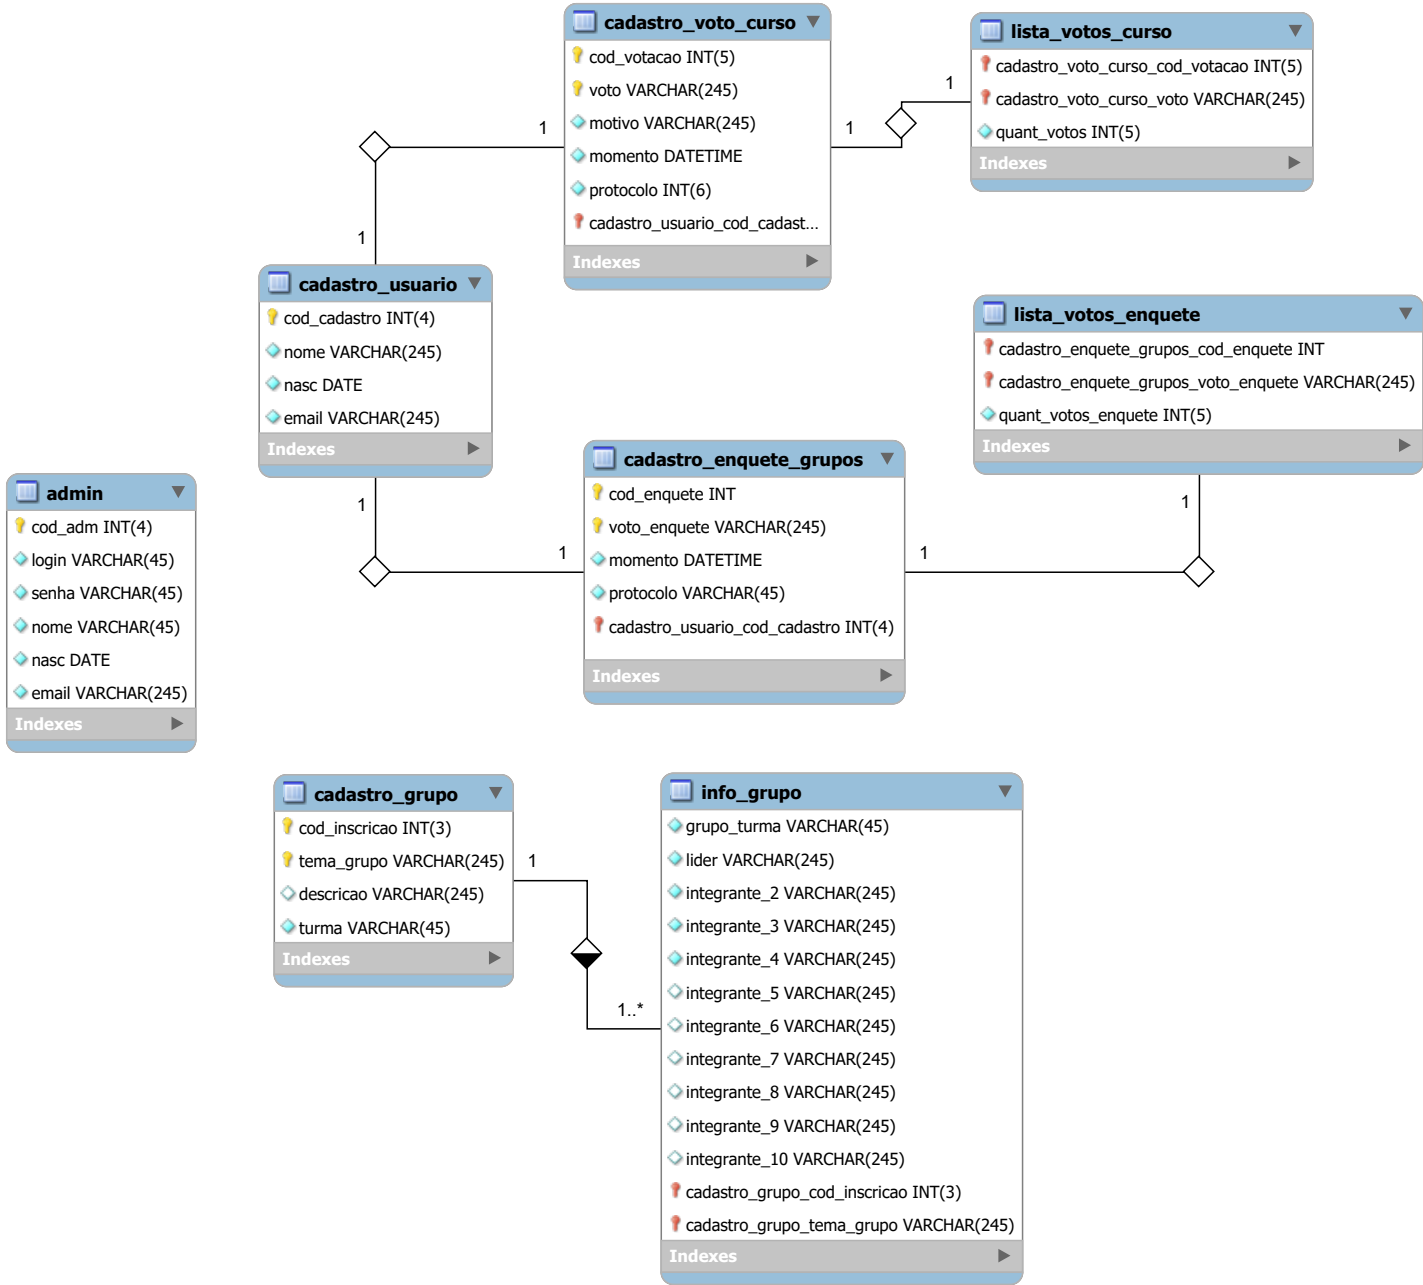 cadastro_voto_curso
cod_votacao INT(5)
voto VARCHAR(245)
motivo VARCHAR(245)
momento DATETIME
protocolo INT(6)
cadastro_usuario_cod_cadast...
Indexes
lista_votos_curso
cadastro_voto_curso_cod_votacao INT(5)
cadastro_voto_curso_voto VARCHAR(245)
quant_votos INT(5)
Indexes
1
1
1
1
cadastro_usuario
cod_cadastro INT(4)
nome VARCHAR(245)
nasc DATE
email VARCHAR(245)
Indexes
lista_votos_enquete
cadastro_enquete_grupos_cod_enquete INT
cadastro_enquete_grupos_voto_enquete VARCHAR(245)
quant_votos_enquete INT(5)
Indexes
cadastro_enquete_grupos
cod_enquete INT
voto_enquete VARCHAR(245)
momento DATETIME
protocolo VARCHAR(45)
cadastro_usuario_cod_cadastro INT(4)
Indexes
1
1
1
1
admin
cod_adm INT(4)
login VARCHAR(45)
senha VARCHAR(45)
nome VARCHAR(45)
nasc DATE
email VARCHAR(245)
Indexes
cadastro_grupo
cod_inscricao INT(3)
tema_grupo VARCHAR(245)
descricao VARCHAR(245)
turma VARCHAR(45)
Indexes
1
1..*
info_grupo
grupo_turma VARCHAR(45)
lider VARCHAR(245)
integrante_2 VARCHAR(245)
integrante_3 VARCHAR(245)
integrante_4 VARCHAR(245)
integrante_5 VARCHAR(245)
integrante_6 VARCHAR(245)
integrante_7 VARCHAR(245)
integrante_8 VARCHAR(245)
integrante_9 VARCHAR(245)
integrante_10 VARCHAR(245)
cadastro_grupo_cod_inscricao INT(3)
cadastro_grupo_tema_grupo VARCHAR(245)
Indexes